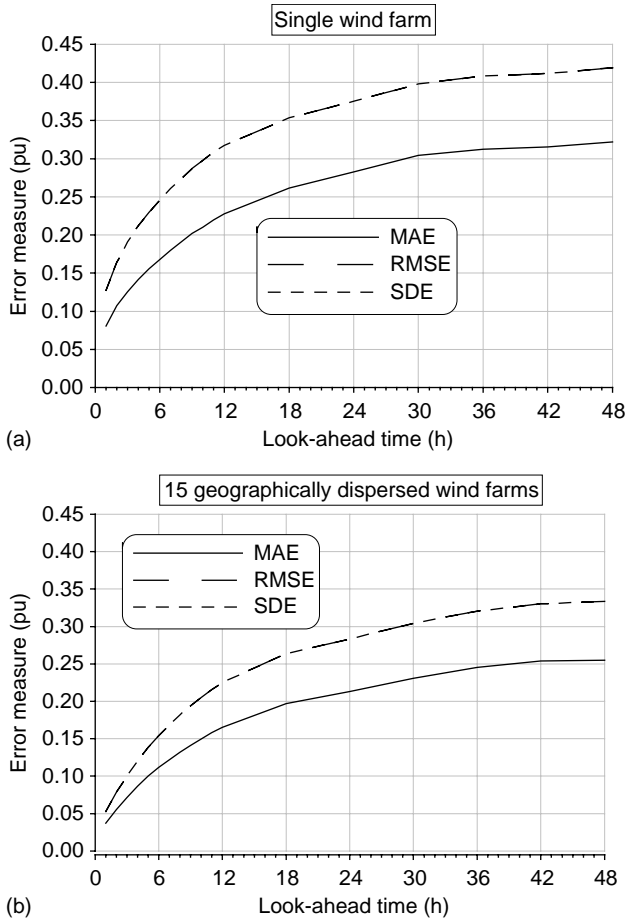 Single wind farm
0.45
0.40
0.35
0.30
0.25
0.20
0.15
0.10
0.05
0.00
Error measure (pu)
MAE
RMSE
SDE
0 6 12 18 24 30 36 42 48
(a)
Look-ahead time (h)
15 geographically dispersed wind farms
0.45
0.40
0.35
0.30
0.25
0.20
0.15
0.10
0.05
0.00
Error measure (pu)
MAE
RMSE
SDE
0 6 12 18 24 30 36 42 48
(b)
Look-ahead time (h)